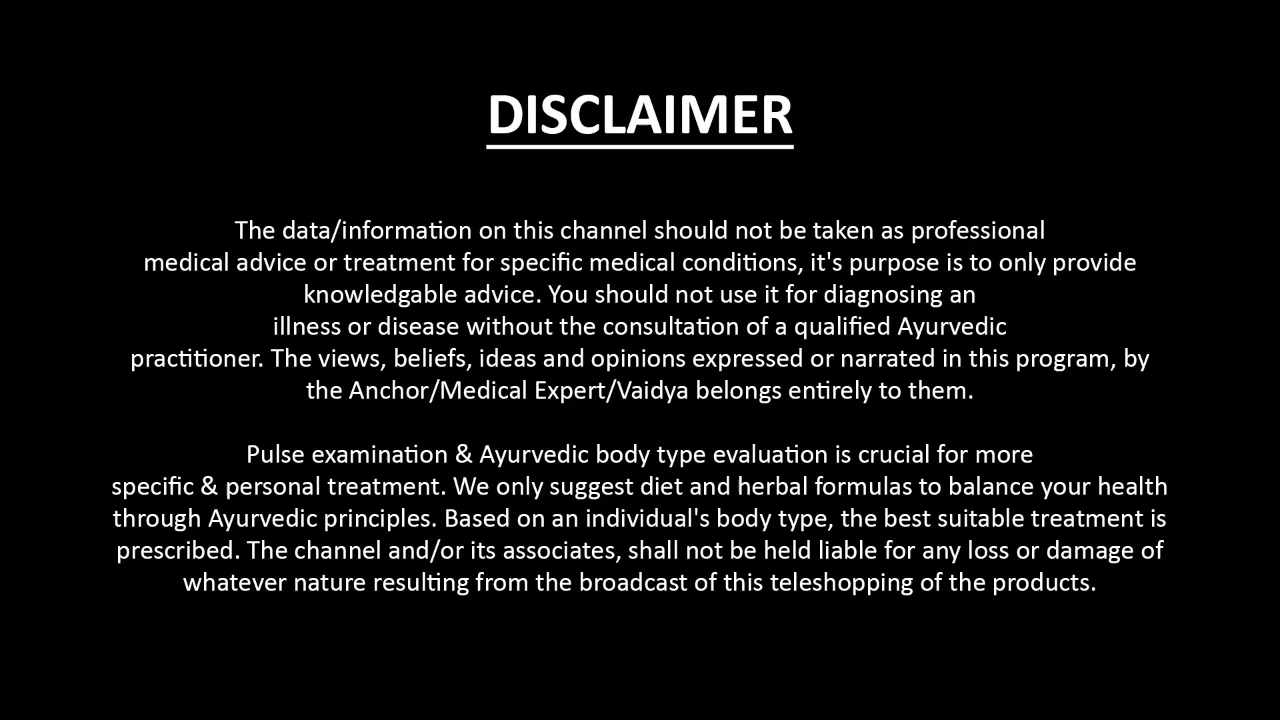 DISCLAIMER
The data/information on this channel should not be taken as professional
medical advice or treatment for specific medical conditions, it's purpose is to only provide
knowledgable advice. You should not use it for diagnosing an
illness or disease without the consultation of a qualified Ayurvedic
practitioner. The views, beliefs, ideas and opinions expressed or narrated in this program, by
the Anchor/Medical Expert/Vaidya belongs entirely to them.
Pulse examination & Ayurvedic body type evaluation is crucial for more
specific & personal treatment. We only suggest diet and herbal formulas to balance your health
through Ayurvedic principles. Based on an individual's body type, the best suitable treatment is
prescribed. The channel and/or its associates, shall not be held liable for any loss or damage of
whatever nature resulting from the broadcast of this teleshopping of the products.